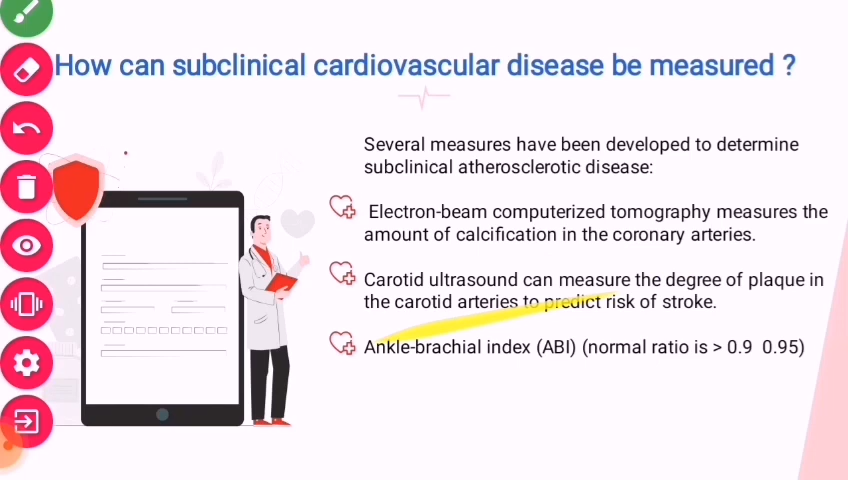 How can subclinical cardiovascular disease be measured ?
Several measures have been developed to determine
subclinical atherosclerotic disease:
Electron-beam computerized tomography measures the
amount of calcification in the coronary arteries.
Carotid ultrasound can measure the degree of plaque in
the carotid arteries to predict risk of stroke.
Ankle-brachial index (ABI) (normal ratio is > 0.9 0.95)